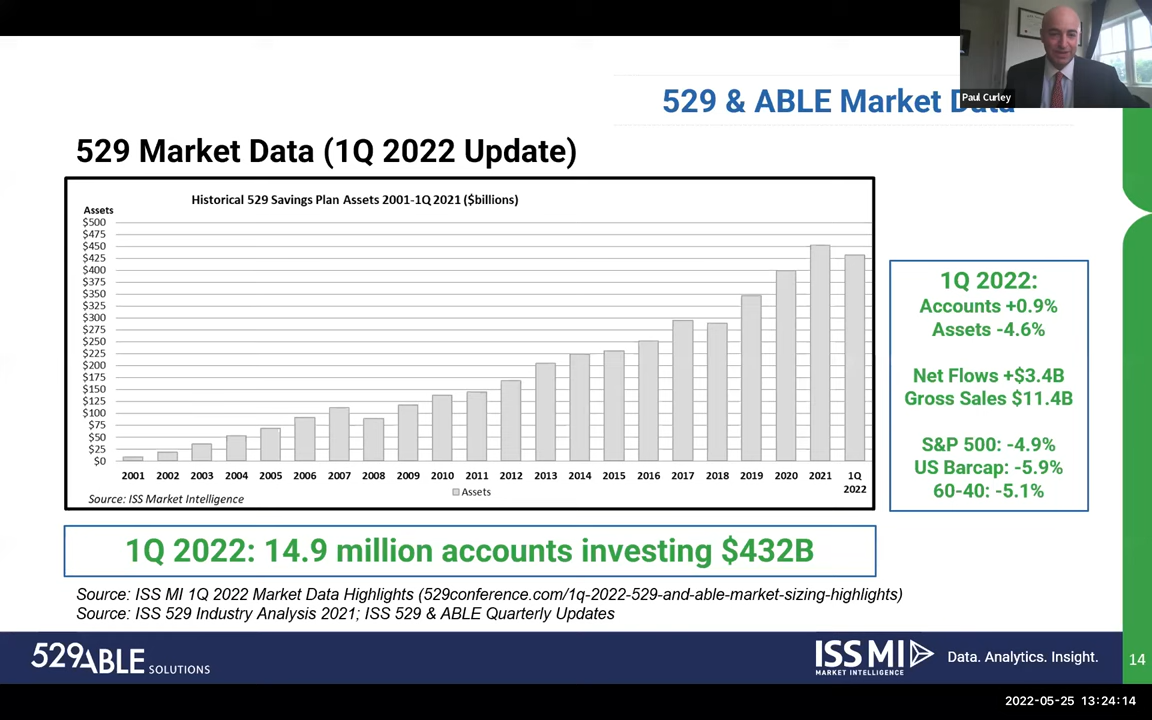 Paul Curley
529 & ABLE Market Data
529 Market Data (1Q 2022 Update)
Historical 529 Savings Plan Assets 2001-1Q 2021 ($billions)
Assets
$500
$475
$450
$425
$400
$375
$350
$325
$300
$275
$250
$225
$200
$175
$150
$125
$100
$75
$50
$25
$0
2001 2002 2003 2004 2005 2006 2007 2008 2009 2010 2011 2012 2013 2014 2015 2016 2017 2018 2019 2020 2021 1Q 2022
Assets
Source: ISS Market Intelligence
1Q 2022:
Accounts +0.9%
Assets -4.6%
Net Flows +$3.4B
Gross Sales $11.4B
S&P 500: -4.9%
US Barcap: -5.9%
60-40: -5.1%
1Q 2022: 14.9 million accounts investing $432B
Source: ISS MI 1Q 2022 Market Data Highlights (529conference.com/1q-2022-529-and-able-market-sizing-highlights)
Source: ISS 529 Industry Analysis 2021; ISS 529 & ABLE Quarterly Updates
529ABLE SOLUTIONS
ISS MI
MARKET INTELLIGENCE
Data. Analytics. Insight.
14
2022-05-25 13:24:14